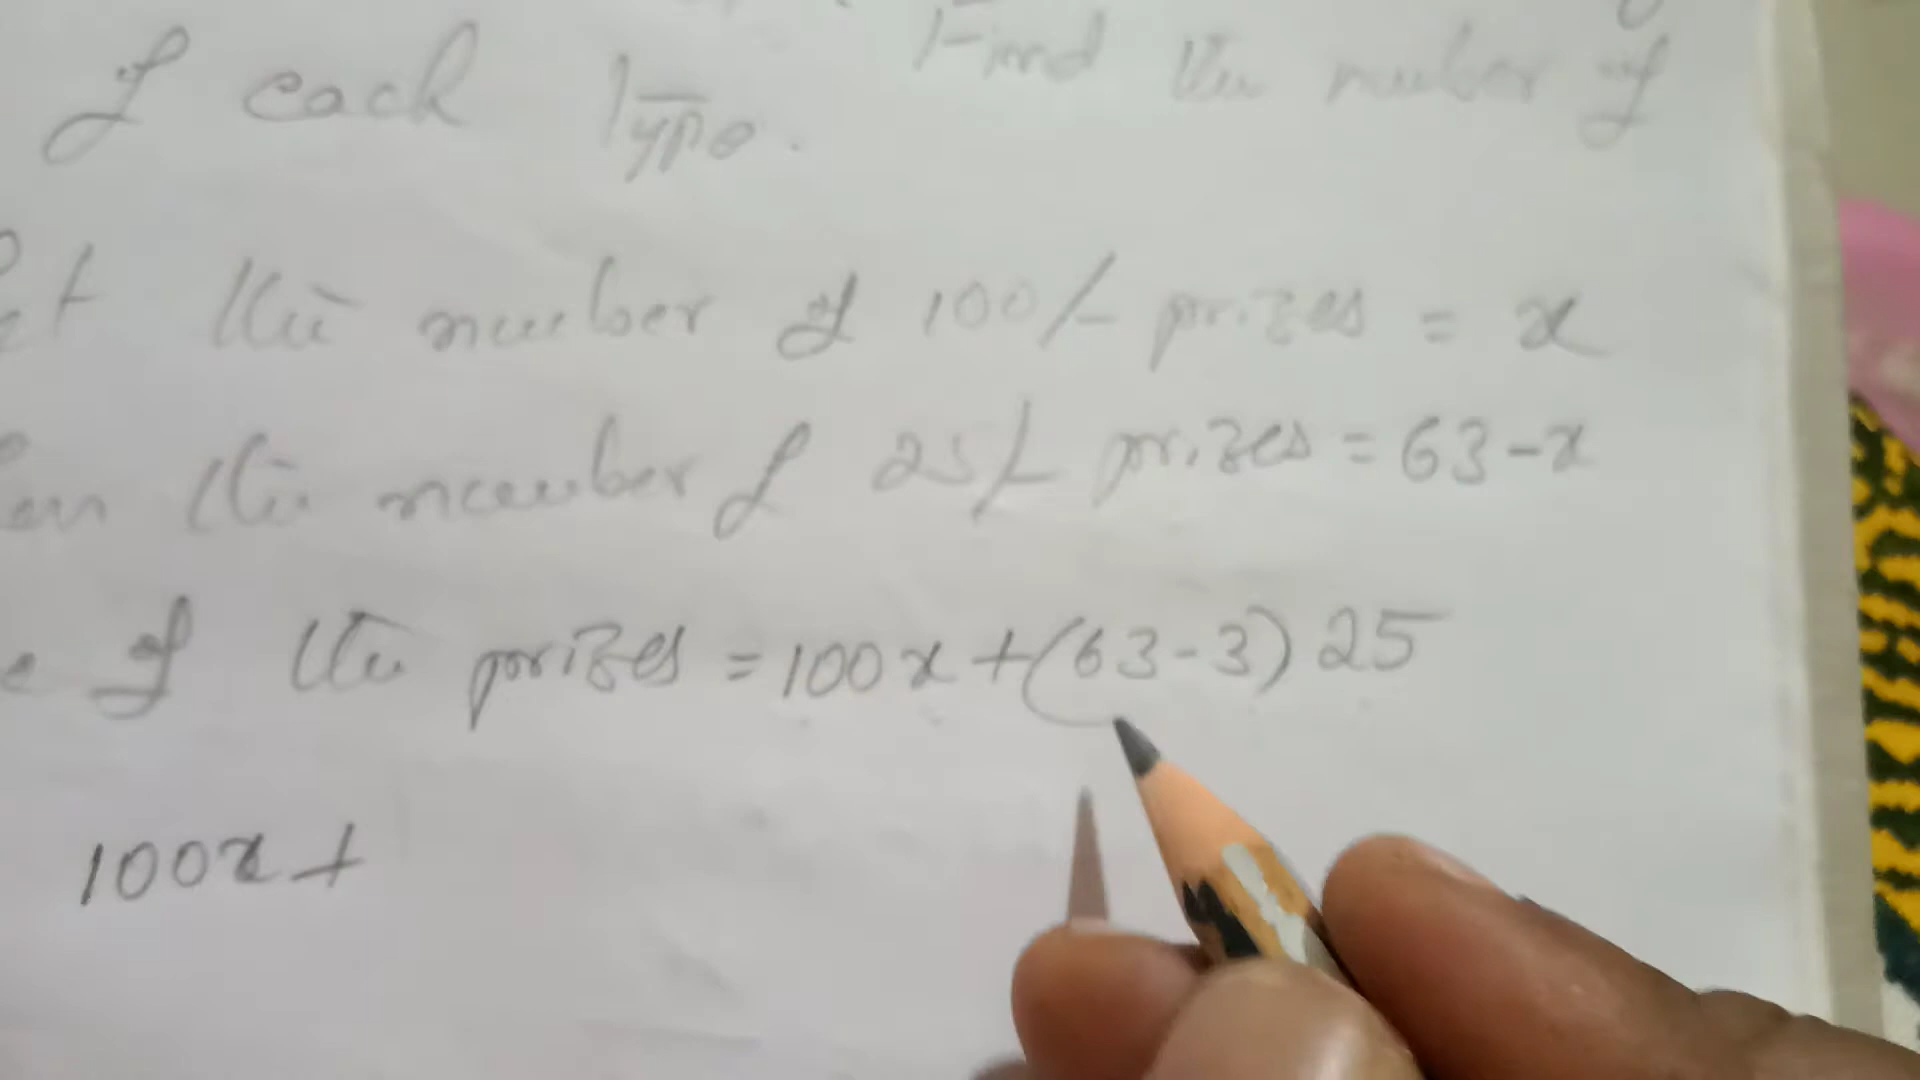 Find the number of
of each Type.
the number of 100/- prizes = x
the number of 25/- prizes = 63-x
of the prizes = 100x + (63-3) 25
100x +